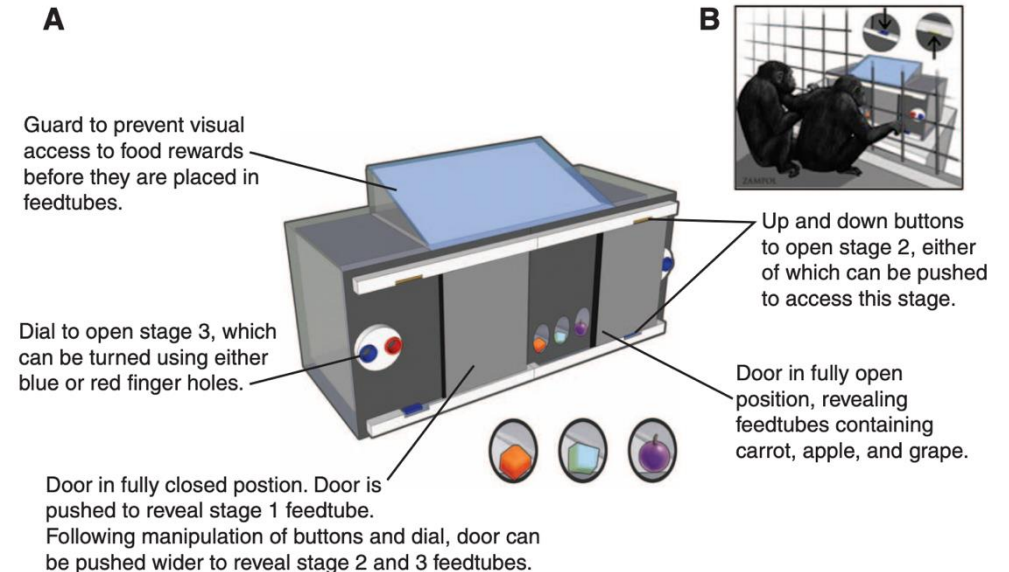 A
B
Guard to prevent visual
access to food rewards
before they are placed in
feedtubes.
ZAMPOL
Up and down buttons
to open stage 2, either
of which can be pushed
to access this stage.
Dial to open stage 3, which
can be turned using either
blue or red finger holes.
Door in fully open
position, revealing
feedtubes containing
carrot, apple, and grape.
Door in fully closed postion. Door is
pushed to reveal stage 1 feedtube.
Following manipulation of buttons and dial, door can
be pushed wider to reveal stage 2 and 3 feedtubes.